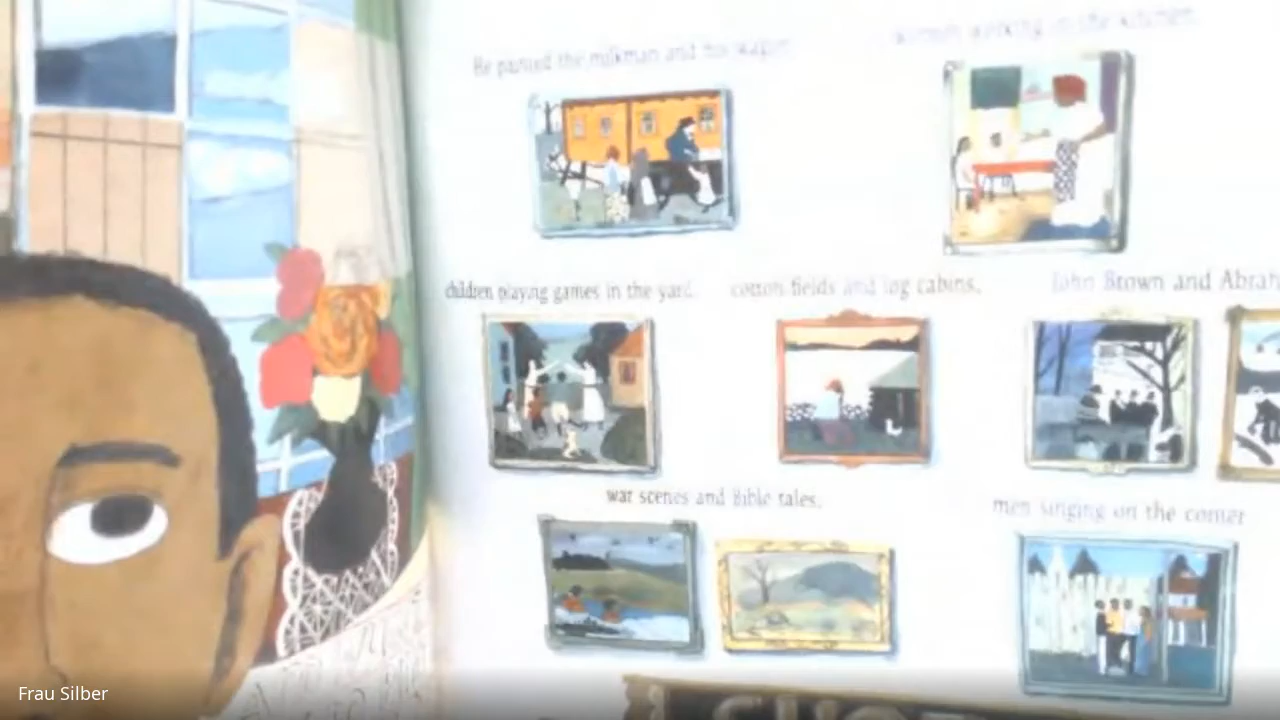 He painted the milkman and his wagon,
women working in the kitchen,
children playing games in the yard,
cotton fields and log cabins,
John Brown and Abrah
war scenes and Bible tales,
men singing on the corner
Frau Silber